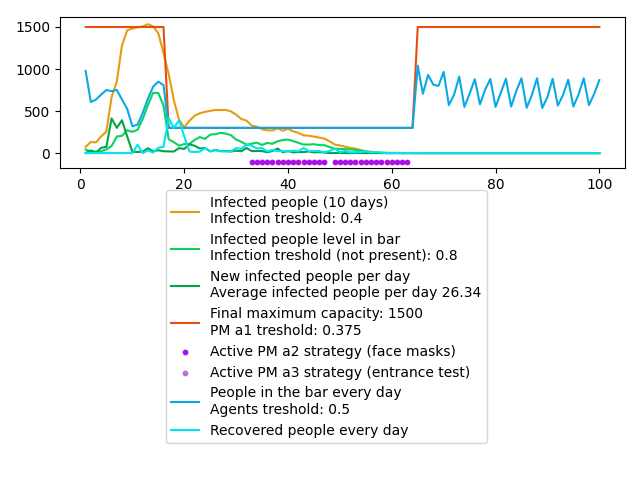 1500
1000
500
0
0
20
40
60
80
100
Infected people (10 days)
Infection treshold: 0.4
Infected people level in bar
Infection treshold (not present): 0.8
New infected people per day
Average infected people per day 26.34
Final maximum capacity: 1500
PM a1 treshold: 0.375
Active PM a2 strategy (face masks)
Active PM a3 strategy (entrance test)
People in the bar every day
Agents treshold: 0.5
Recovered people every day